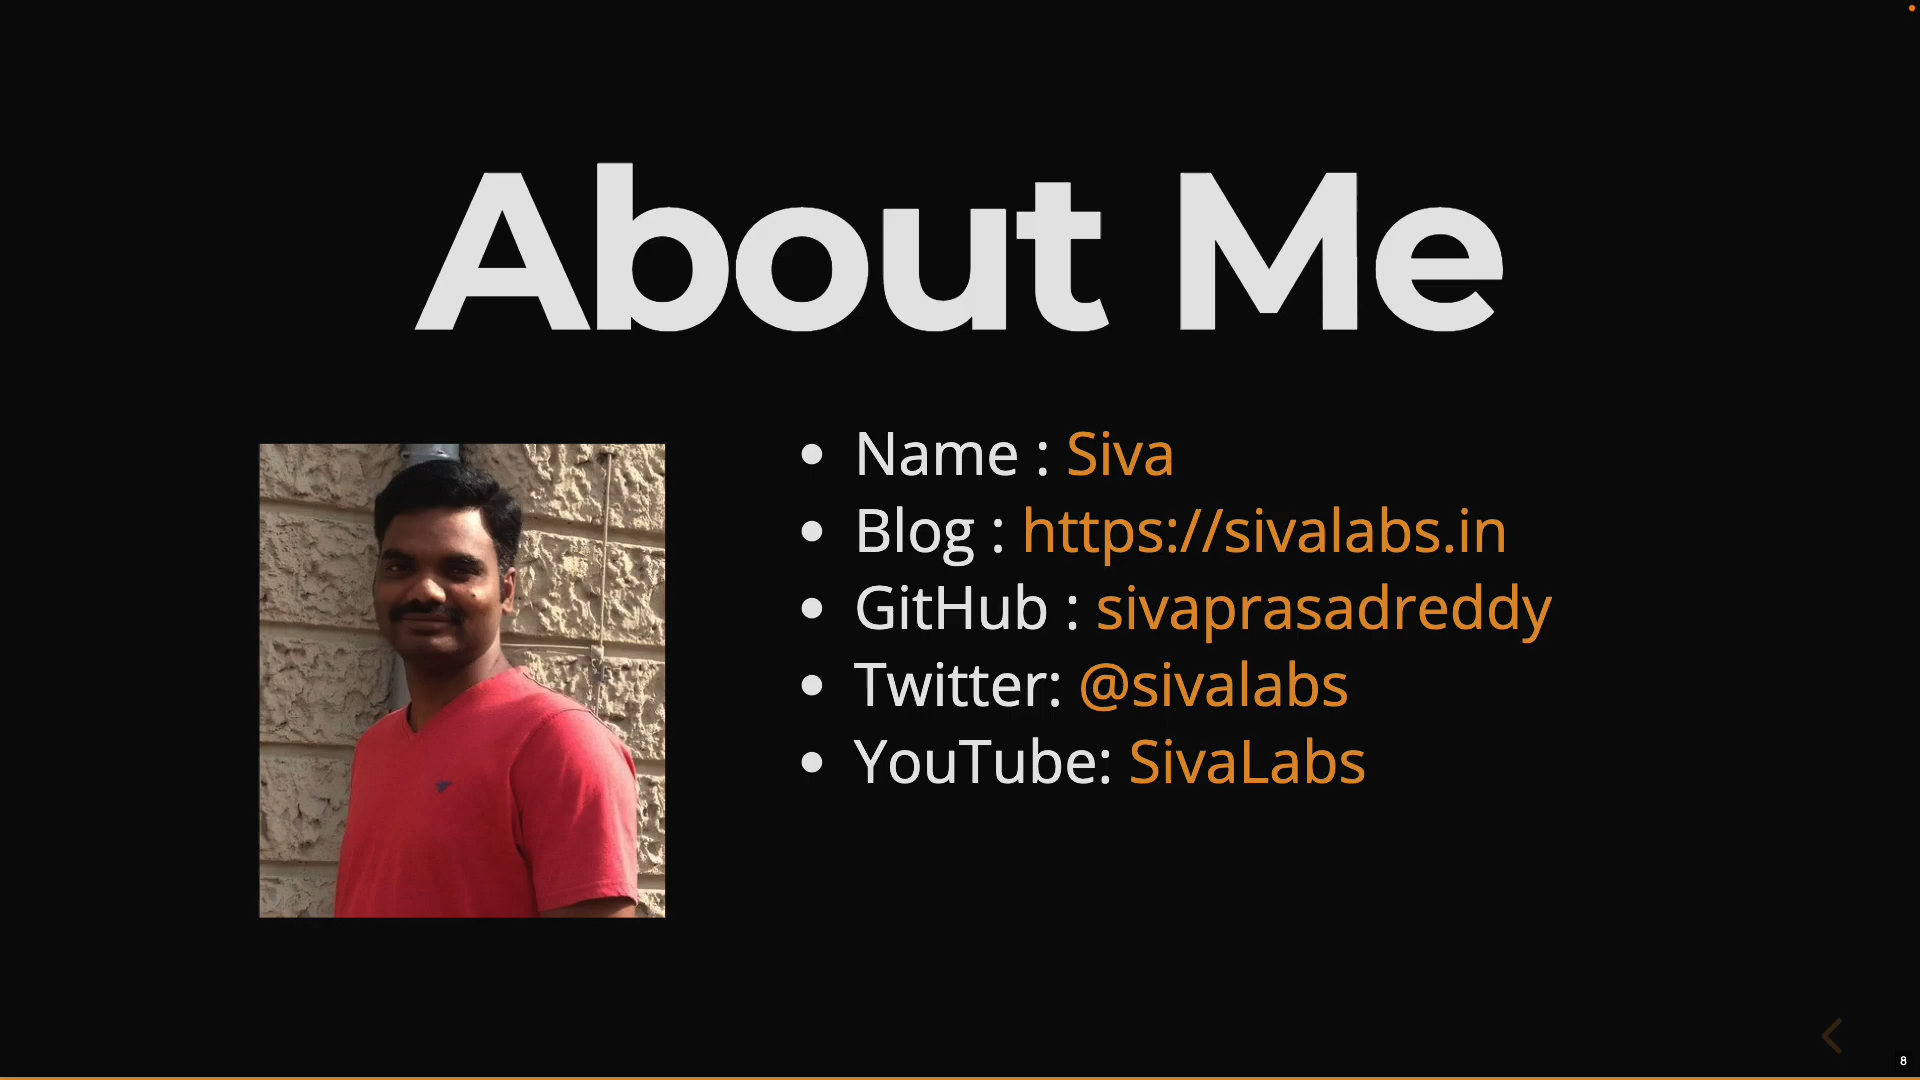 About Me
Name : Siva
Blog : https://sivalabs.in
GitHub : sivaprasadreddy
Twitter: @sivalabs
YouTube: SivaLabs
8